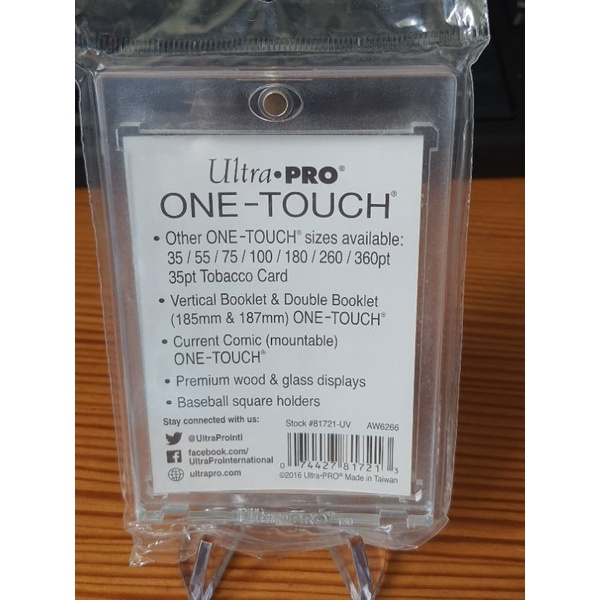 Ultra•PRO®
ONE-TOUCH®
• Other ONE-TOUCH® sizes available:
35 / 55 / 75 / 100 / 180 / 260 / 360pt
35pt Tobacco Card
• Vertical Booklet & Double Booklet
(185mm & 187mm) ONE-TOUCH®
• Current Comic (mountable)
ONE-TOUCH®
• Premium wood & glass displays
• Baseball square holders
Stay connected with us:
@UltraProIntl
facebook.com/
UltraProInternational
ultrapro.com
Stock #81721-UV AW6266
0 74427 81721 3
©2016 Ultra•PRO® Made in Taiwan
Ultra•PRO®